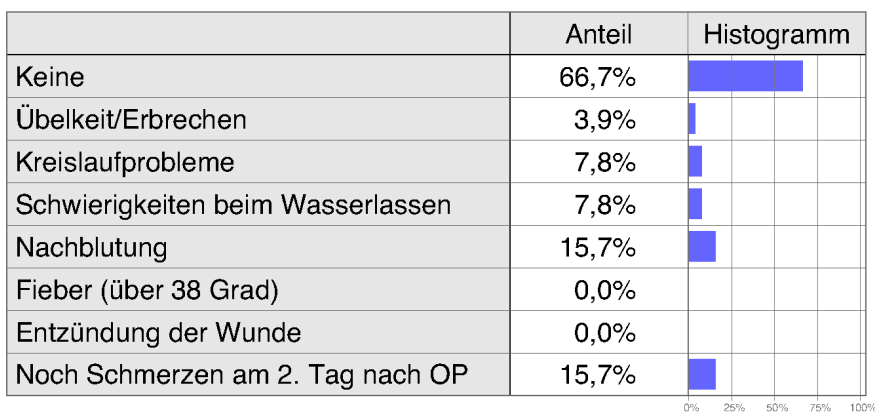 Anteil Histogramm
Keine 66,7%
Übelkeit/Erbrechen 3,9%
Kreislaufprobleme 7,8%
Schwierigkeiten beim Wasserlassen 7,8%
Nachblutung 15,7%
Fieber (über 38 Grad) 0,0%
Entzündung der Wunde 0,0%
Noch Schmerzen am 2. Tag nach OP 15,7%
0% 25% 50% 75% 100%